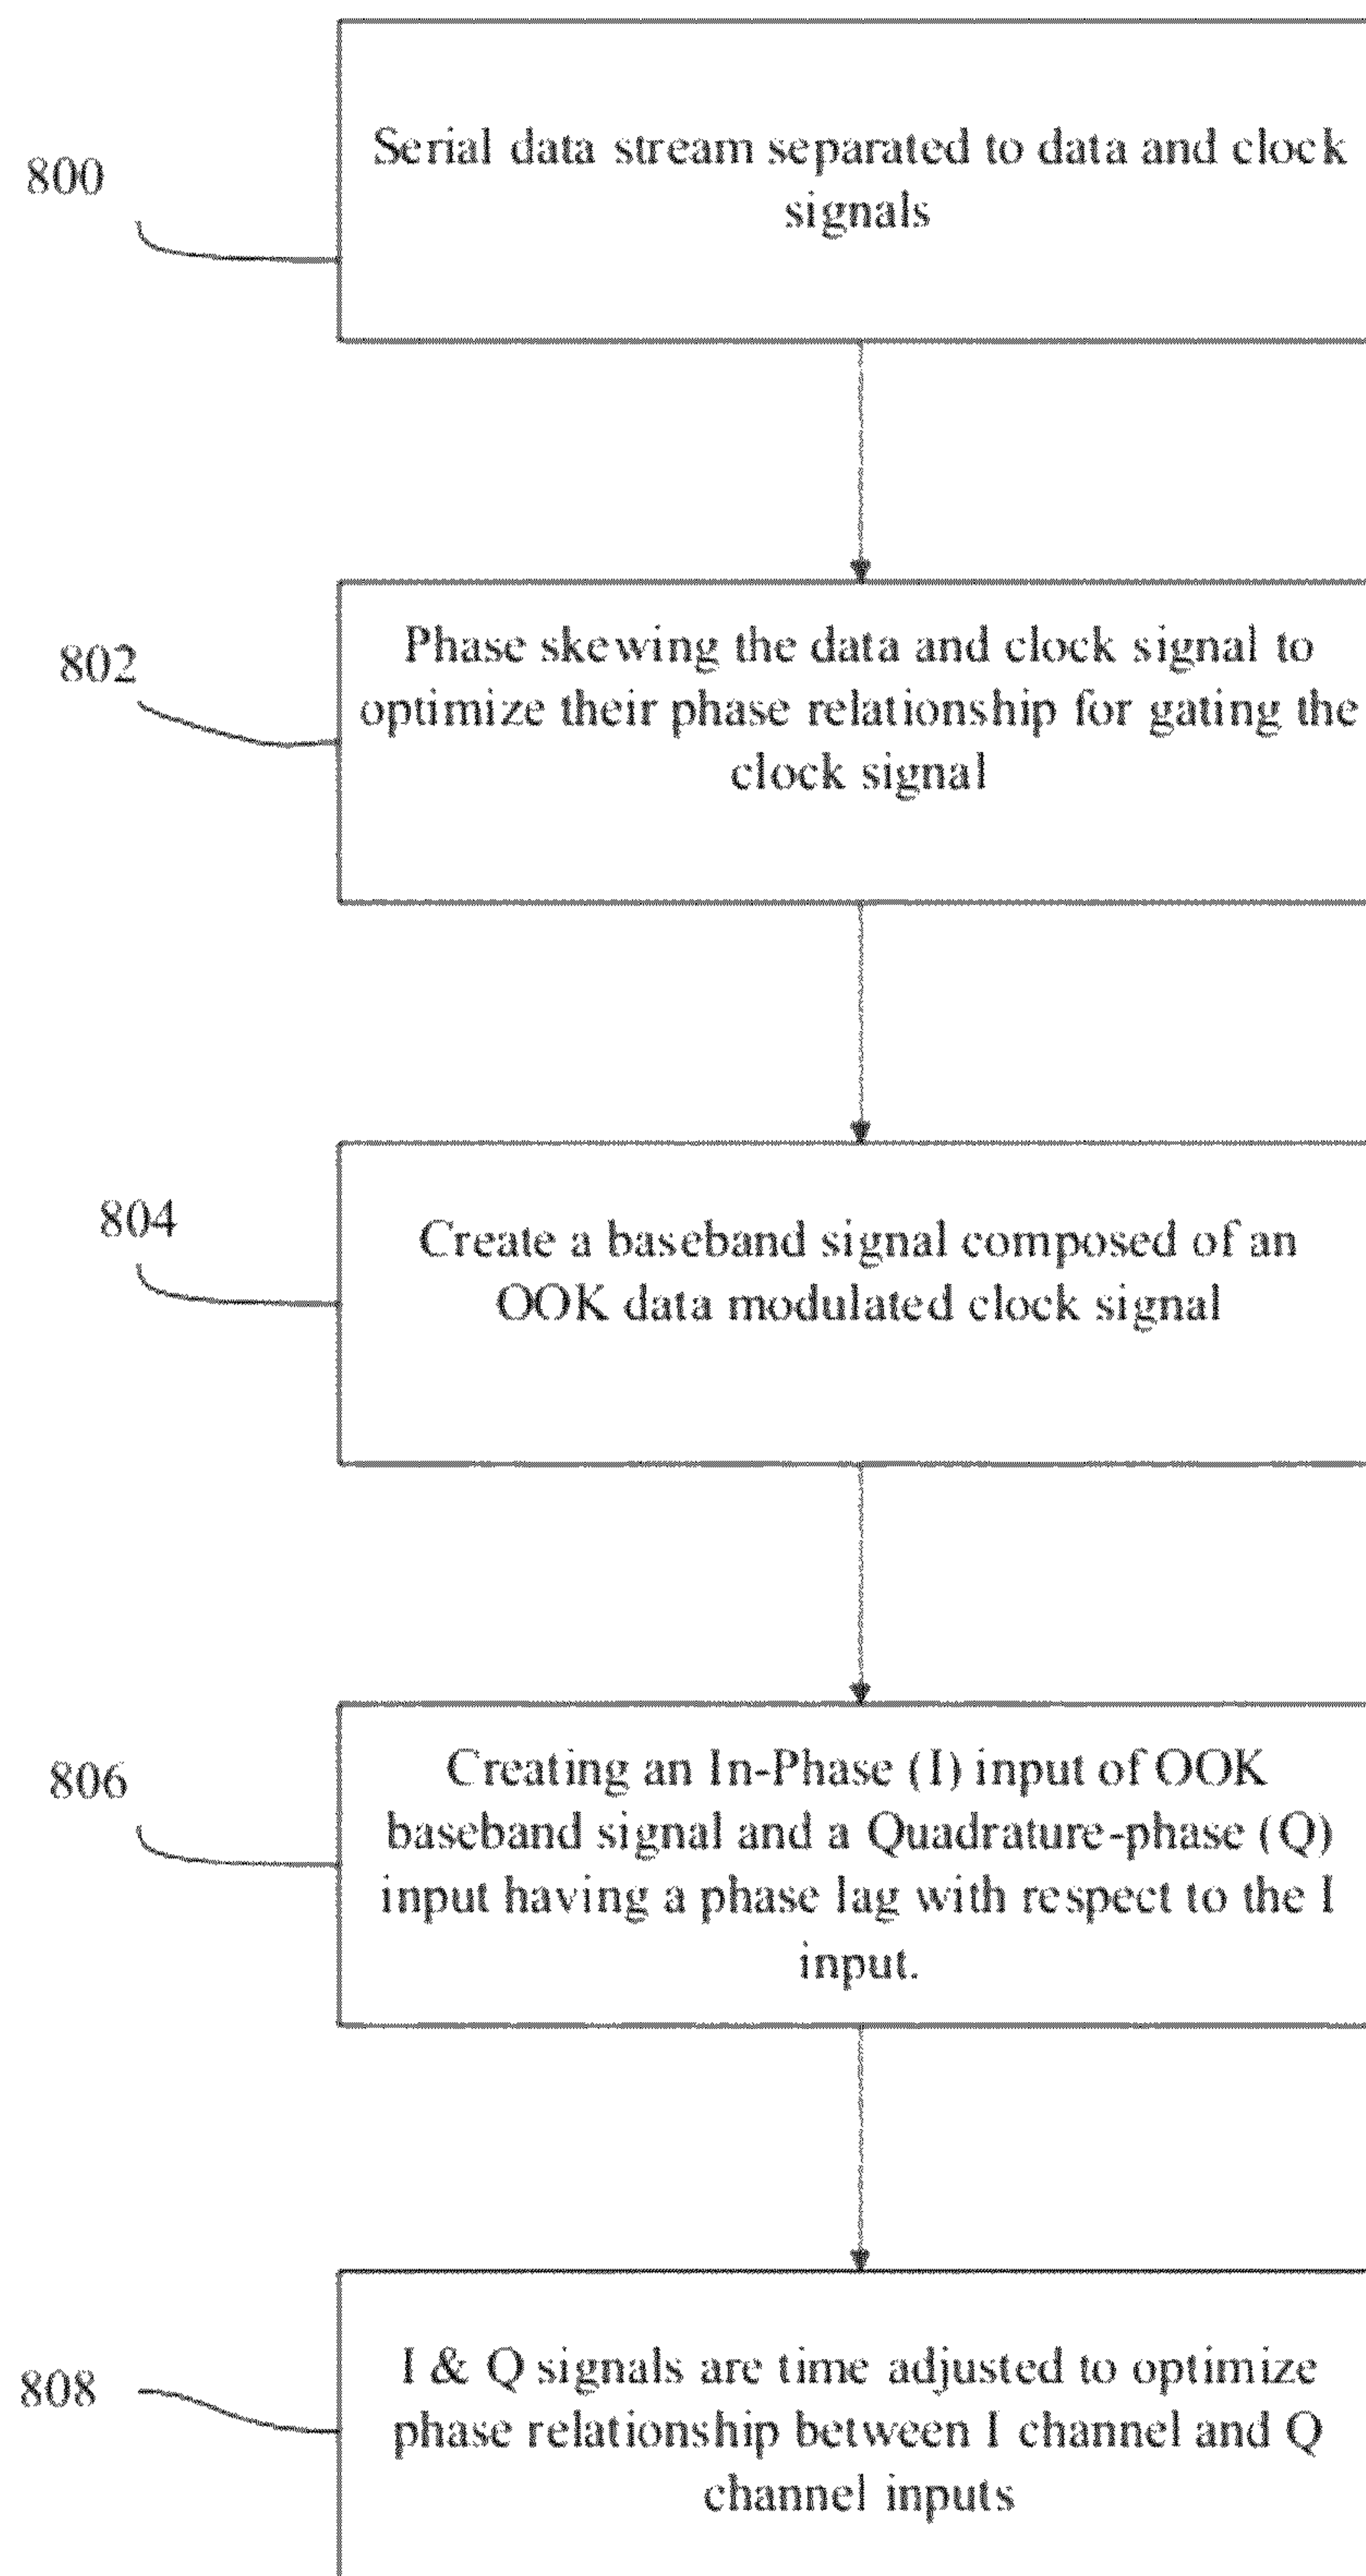 800
Serial data stream separated to data and clock
signals
802
Phase skewing the data and clock signal to
optimize their phase relationship for gating the
clock signal
804
Create a baseband signal composed of an
OOK data modulated clock signal
806
Creating an In-Phase (I) input of OOK
baseband signal and a Quadrature-phase (Q)
input having a phase lag with respect to the I
input.
808
I & Q signals are time adjusted to optimize
phase relationship between I channel and Q
channel inputs